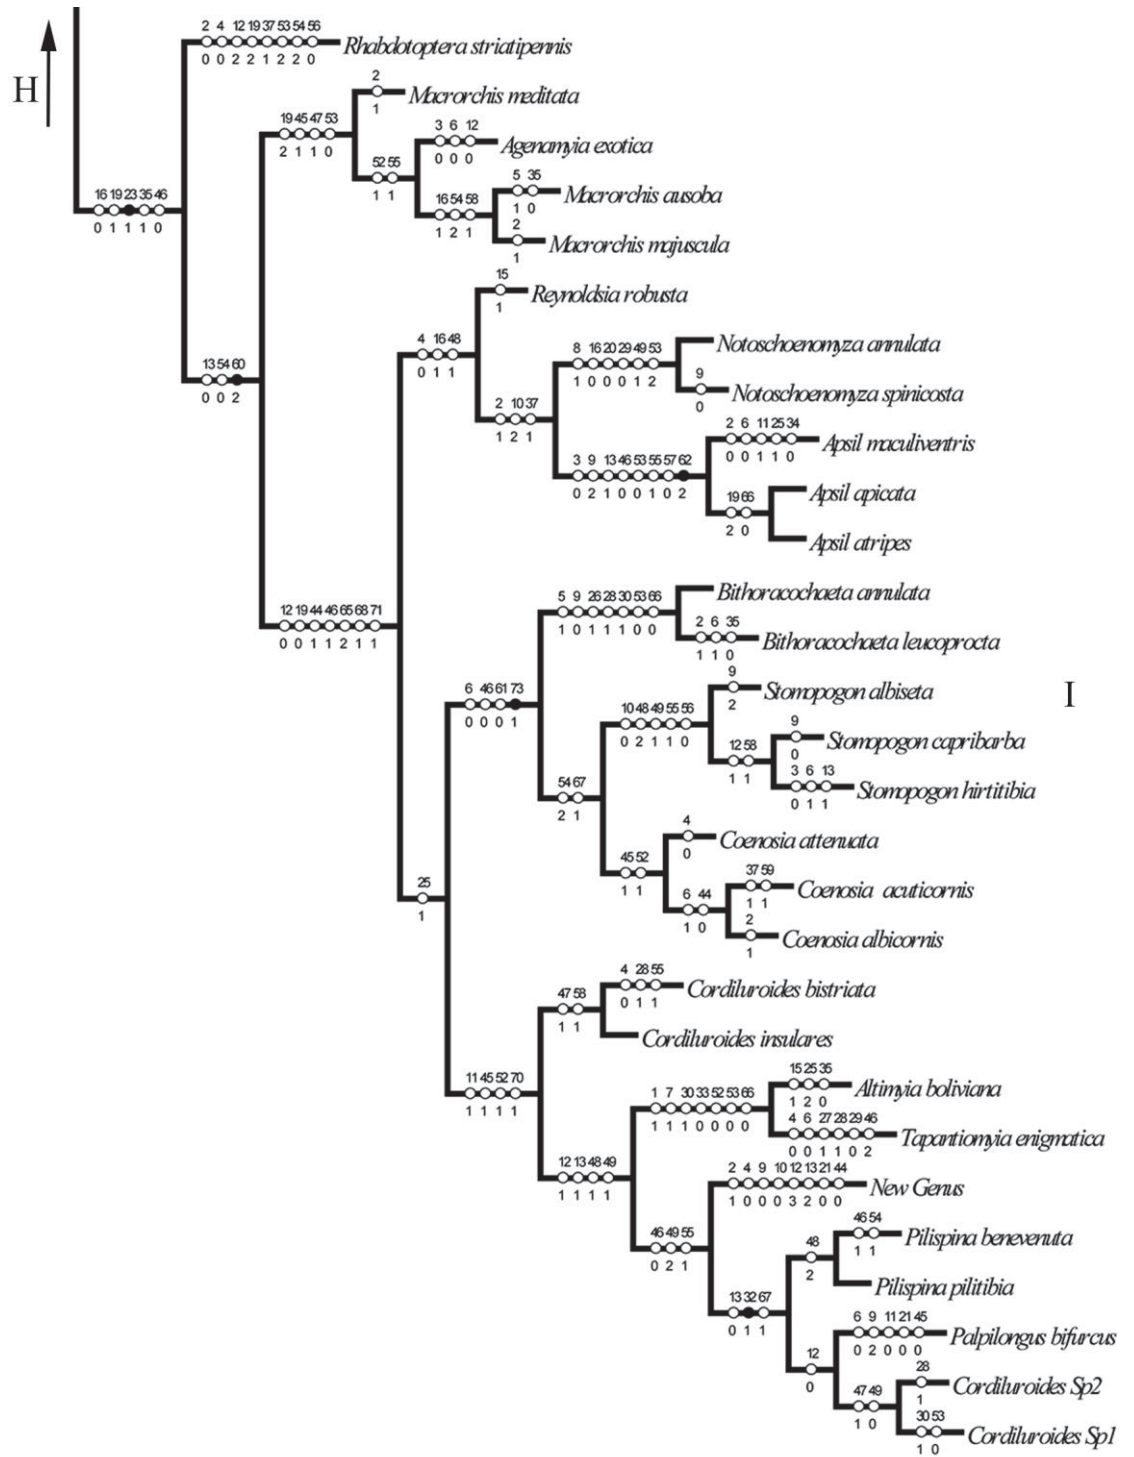 2 4 12 19 37 53 54 56
Rhabdotoptera striatipennis
0 0 2 2 1 2 2 0
H
2
Macrorchis meditata
1
19 45 47 53
2 1 1 0
3 6 12
Agenamyia exotica
0 0 0
52 55
1 1
5 35
Macrorchis ausoba
1 0
16 19 23 35 46
0 1 1 1 0
16 54 58
1 2 1
2
Macrorchis majuscula
1
15
Reynoldsia robusta
1
4 16 48
0 1 1
8 16 20 29 49 53
1 0 0 0 1 2
Notoschoenomyza annulata
9
Notoschoenomyza spinicosta
0
13 54 60
0 0 2
2 10 37
1 2 1
2 6 11 25 34
Apsil maculiventris
0 0 1 1 0
3 9 13 46 53 55 57 62
0 2 1 0 0 1 0 2
Apsil apicata
19 66
2 0
Apsil atripes
Bithoracochaeta annulata
5 9 26 28 30 53 66
1 0 1 1 1 0 0
12 19 44 46 65 68 71
0 0 1 1 2 1 1
2 6 35
Bithoracochaeta leucoprocta
1 1 0
9
Stomopogon albiseta
2
I
6 46 61 73
0 0 0 1
10 48 49 55 56
0 2 1 1 0
9
Stomopogon capribarba
0
12 58
1 1
3 6 13
Stomopogon hirtitibia
0 1 1
54 67
2 1
4
Coenosia attenuata
0
45 52
1 1
37 59
Coenosia acuticornis
1 1
25
1
6 44
1 0
2
Coenosia albicornis
1
4 28 55
Cordiluroides bistriata
0 1 1
47 58
1 1
Cordiluroides insulares
11 45 52 70
1 1 1 1
15 25 35
Altimyia boliviana
1 2 0
1 7 30 33 52 53 66
1 1 1 0 0 0 0
4 6 27 28 29 46
Tapantiomyia enigmatica
0 0 1 1 0 2
12 13 48 49
1 1 1 1
2 4 9 10 12 13 21 44
New Genus
1 0 0 0 3 2 0 0
46 49 55
0 2 1
46 54
Pilispina benevenuta
1 1
48
2
Pilispina pilitibia
13 32 67
0 1 1
6 9 11 21 45
Palpilongus bifurcus
0 2 0 0 0
12
0
28
Cordiluroides Sp2
1
47 49
1 0
30 53
Cordiluroides Sp1
1 0